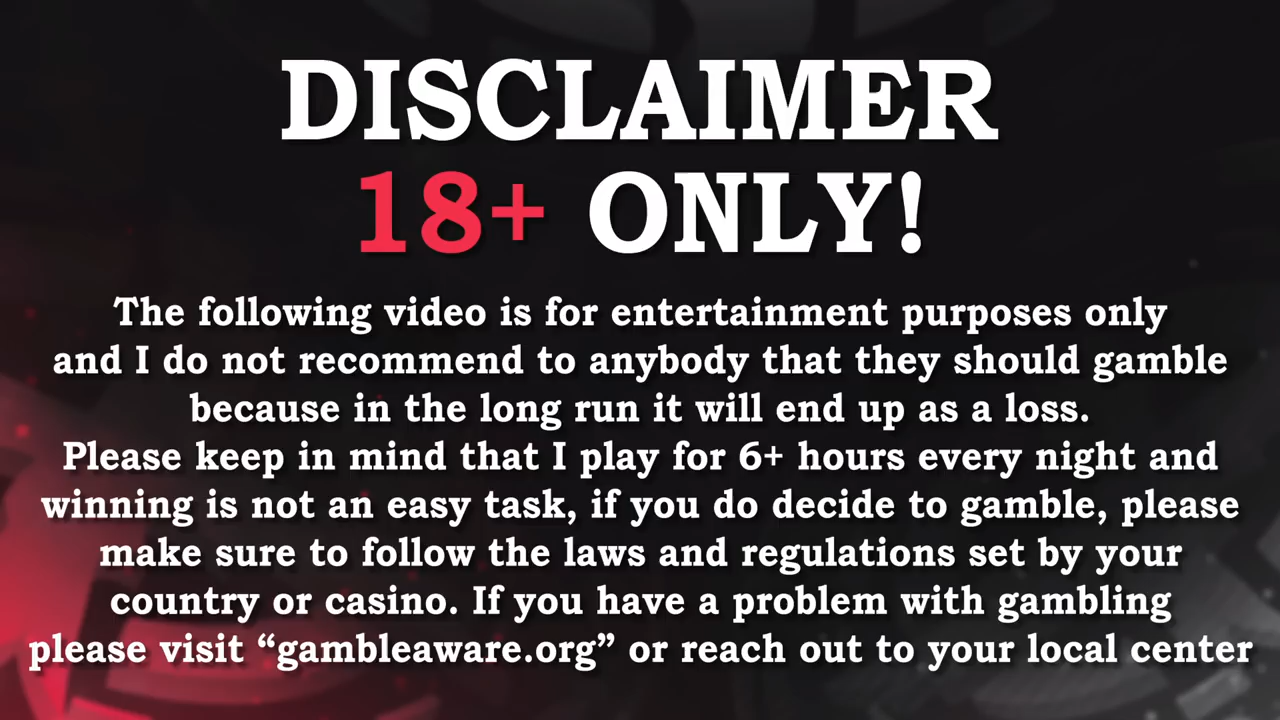 DISCLAIMER
18+ ONLY!
The following video is for entertainment purposes only
and I do not recommend to anybody that they should gamble
because in the long run it will end up as a loss.
Please keep in mind that I play for 6+ hours every night and
winning is not an easy task, if you do decide to gamble, please
make sure to follow the laws and regulations set by your
country or casino. If you have a problem with gambling
please visit “gambleaware.org” or reach out to your local center